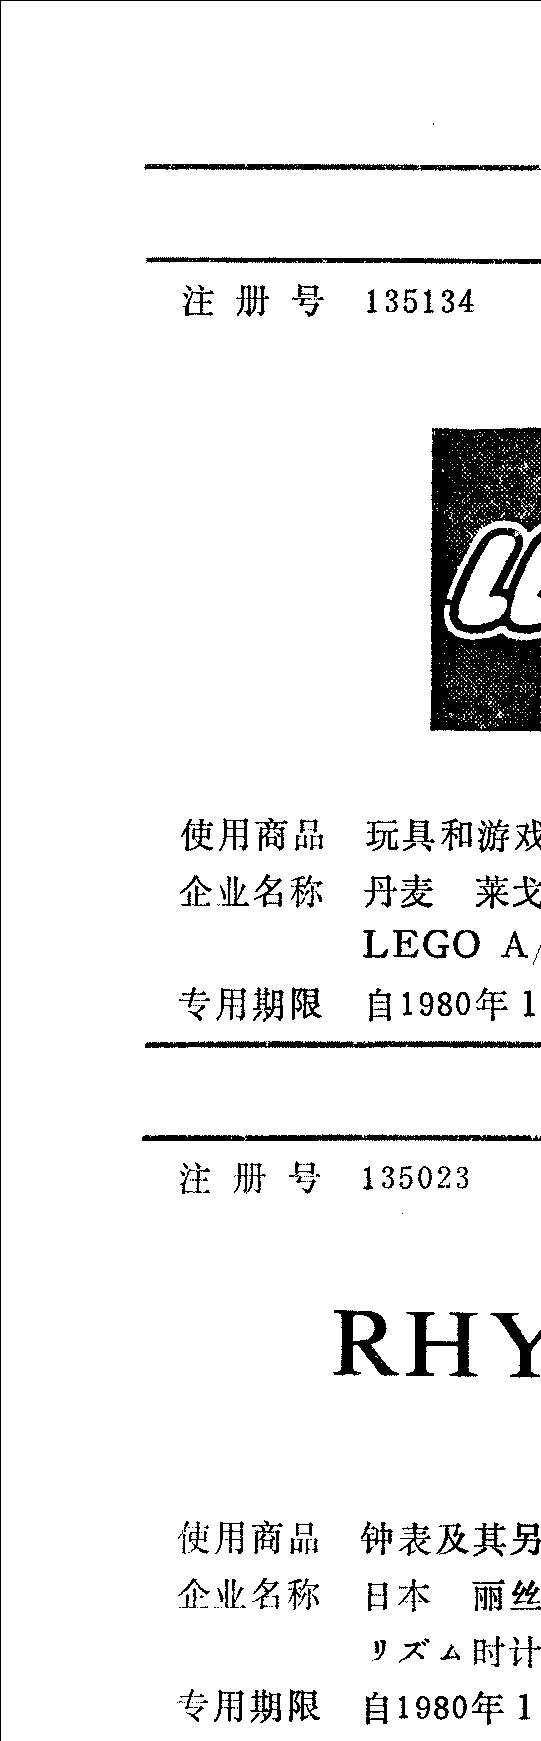 注 册 号 135134
使用商品 玩具和游戏
企业名称 丹麦 莱戈
LEGO A/
专用期限 自1980年1
注 册 号 135023
RHY
使用商品 钟表及其另
企业名称 日本 丽丝
リズム时计
专用期限 自1980年1